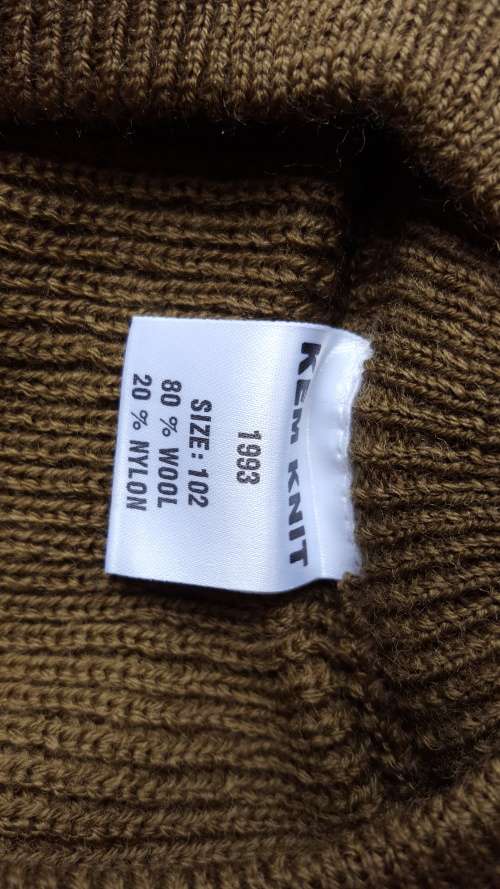 KEM KNIT
1993
SIZE: 102
80 % WOOL
20 % NYLON